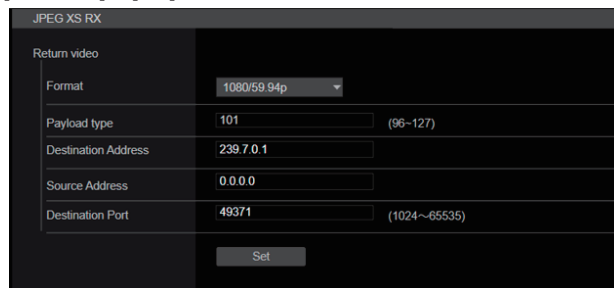 JPEG XS RX
Return video
Format 1080/59.94p
Payload type 101 (96~127)
Destination Address 239.7.0.1
Source Address 0.0.0.0
Destination Port 49371 (1024～65535)
Set